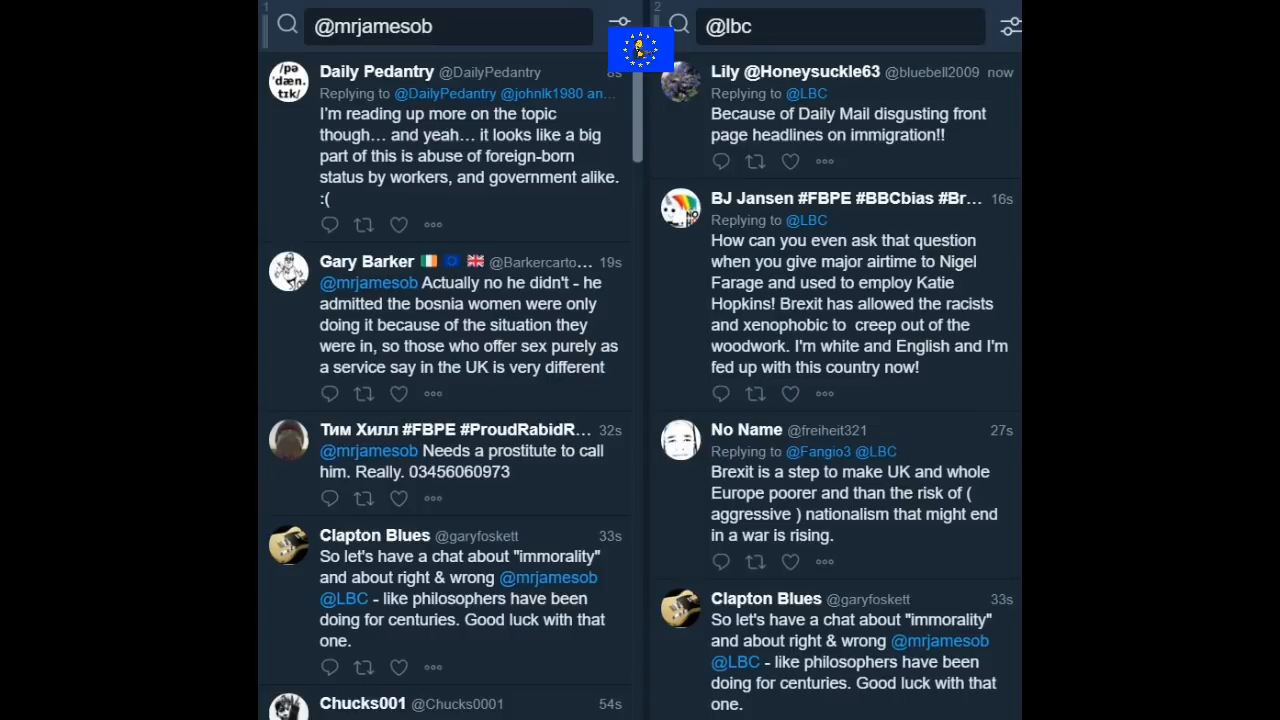 1
@mrjamesob
/pə
ˈdæn.
tɪk/
Daily Pedantry @DailyPedantry 8s
Replying to @DailyPedantry @johnlk1980 an...
I'm reading up more on the topic
though... and yeah... it looks like a big
part of this is abuse of foreign-born
status by workers, and government alike.
:(
Gary Barker 🇮🇪 🇪🇺 🇬🇧 @Barkercarto... 19s
@mrjamesob Actually no he didn't - he
admitted the bosnia women were only
doing it because of the situation they
were in, so those who offer sex purely as
a service say in the UK is very different
Тим Хилл #FBPE #ProudRabidR... 32s
@mrjamesob Needs a prostitute to call
him. Really. 03456060973
Clapton Blues @garyfoskett 33s
So let's have a chat about "immorality"
and about right & wrong @mrjamesob
@LBC - like philosophers have been
doing for centuries. Good luck with that
one.
Chucks001 @Chucks0001 54s
2
@lbc
Lily @Honeysuckle63 @bluebell2009 now
Replying to @LBC
Because of Daily Mail disgusting front
page headlines on immigration!!
BJ Jansen #FBPE #BBCbias #Br... 16s
Replying to @LBC
How can you even ask that question
when you give major airtime to Nigel
Farage and used to employ Katie
Hopkins! Brexit has allowed the racists
and xenophobic to creep out of the
woodwork. I'm white and English and I'm
fed up with this country now!
NO
No Name @freiheit321 27s
Replying to @Fangio3 @LBC
Brexit is a step to make UK and whole
Europe poorer and than the risk of (
aggressive ) nationalism that might end
in a war is rising.
Clapton Blues @garyfoskett 33s
So let's have a chat about "immorality"
and about right & wrong @mrjamesob
@LBC - like philosophers have been
doing for centuries. Good luck with that
one.